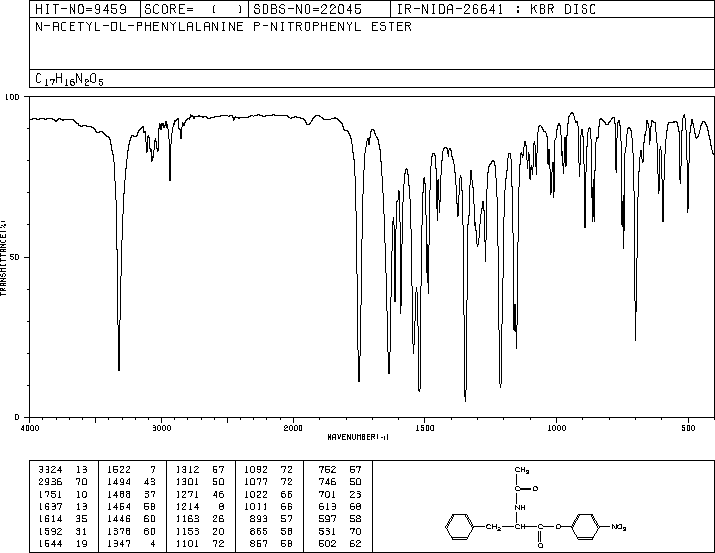 HIT-NO=9459 SCORE= ( ) SDBS-NO=22045 IR-NIDA-26641 : KBR DISC
N-ACETYL-DL-PHENYLALANINE P-NITROPHENYL ESTER
C17H16N2O5
100
50
0
TRANSMITTANCE(%)
4000 3000 2000 1500 1000 500
WAVENUMBER(-1)
3324 13 1522 7 1312 67 1092 72 762 67
2936 70 1494 43 1301 50 1077 72 746 50
1751 10 1488 37 1271 46 1022 66 701 23
1637 13 1454 58 1214 8 1011 66 613 68
1614 35 1446 60 1163 26 893 57 597 58
1592 31 1378 60 1153 20 865 58 531 70
1544 19 1347 4 1101 72 857 58 502 62
CH3
C O
NH
CH2 CH C O NO2
O